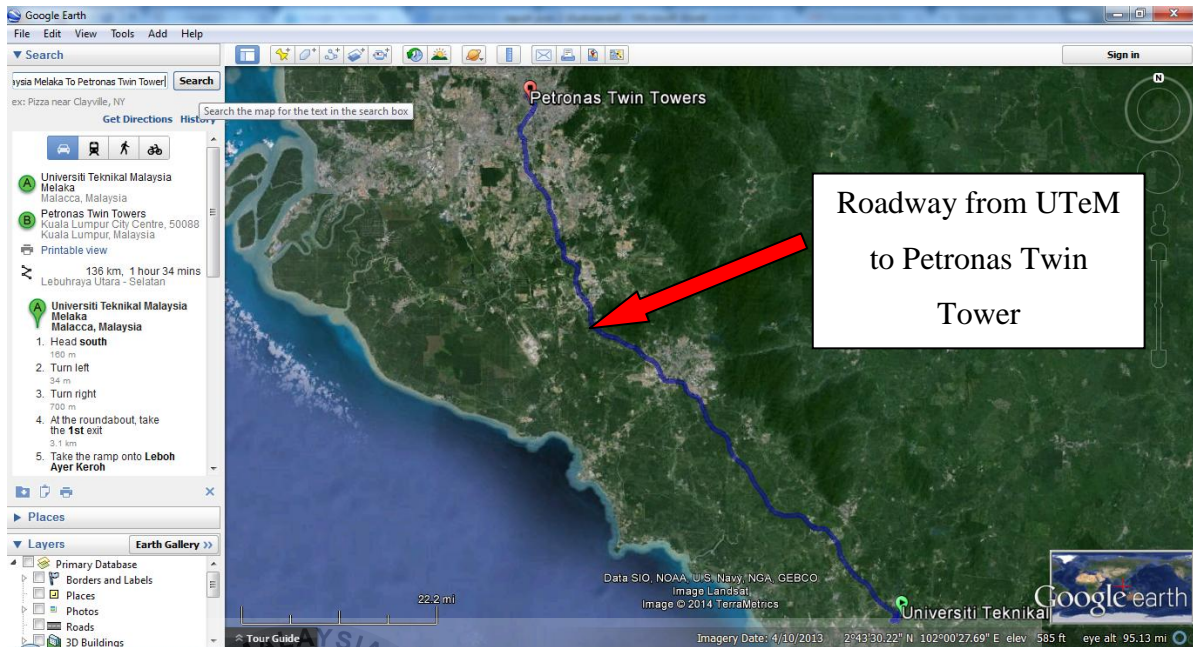 Google Earth
File Edit View Tools Add Help
Search
aysia Melaka To Petronas Twin Tower
Search
ex: Pizza near Clayville, NY
Search the map for the text in the search box
Get Directions History
A Universiti Teknikal Malaysia
Melaka
Malacca, Malaysia
B Petronas Twin Towers
Kuala Lumpur City Centre, 50088
Kuala Lumpur, Malaysia
Printable view
136 km, 1 hour 34 mins
Lebuhraya Utara - Selatan
A Universiti Teknikal Malaysia
Melaka
Malacca, Malaysia
1. Head south
160 m
2. Turn left
34 m
3. Turn right
700 m
4. At the roundabout, take
the 1st exit
3.1 km
5. Take the ramp onto Leboh
Ayer Keroh
Places
Layers
Earth Gallery >>
Primary Database
Borders and Labels
Places
Photos
Roads
3D Buildings
Sign in
N
Petronas Twin Towers
Roadway from UTeM
to Petronas Twin
Tower
Data SIO, NOAA, U.S. Navy, NGA, GEBCO
Image Landsat
Image © 2014 TerraMetrics
22.2 mi
Universiti Teknikal
Google earth
Tour Guide
Imagery Date: 4/10/2013 2°43'30.22" N 102°00'27.69" E elev 585 ft eye alt 95.13 mi